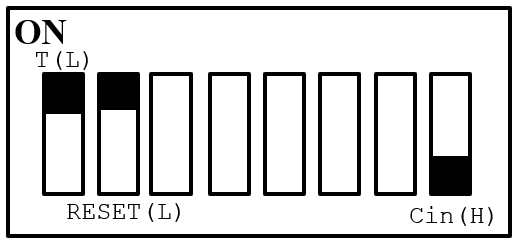 ON
T(L)
RESET(L)
Cin(H)